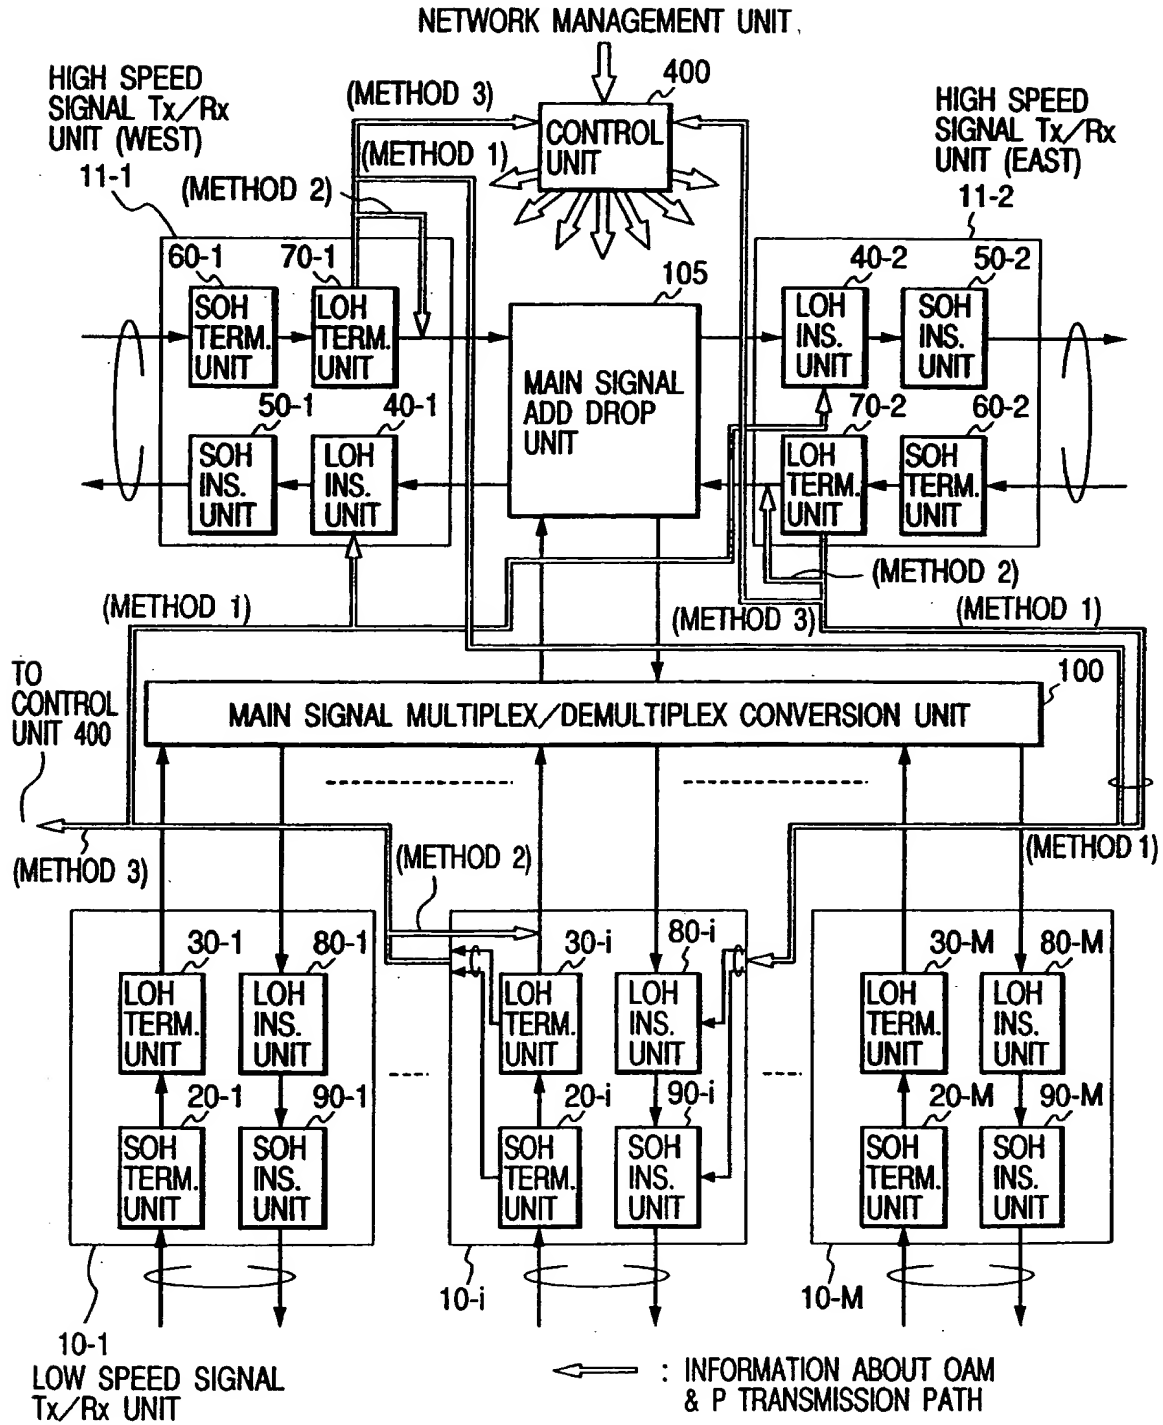 NETWORK MANAGEMENT UNIT
HIGH SPEED
SIGNAL Tx/Rx
UNIT (WEST)
11-1
(METHOD 3)
400
CONTROL
UNIT
HIGH SPEED
SIGNAL Tx/Rx
UNIT (EAST)
11-2
(METHOD 1)
(METHOD 2)
60-1
70-1
105
40-2
50-2
SOH
TERM.
UNIT
LOH
TERM.
UNIT
MAIN SIGNAL
ADD DROP
UNIT
LOH
INS.
UNIT
SOH
INS.
UNIT
50-1
40-1
70-2
60-2
SOH
INS.
UNIT
LOH
INS.
UNIT
LOH
TERM.
UNIT
SOH
TERM.
UNIT
(METHOD 2)
(METHOD 1)
(METHOD 3)
(METHOD 1)
TO
CONTROL
UNIT 400
100
MAIN SIGNAL MULTIPLEX/DEMULTIPLEX CONVERSION UNIT
(METHOD 3)
(METHOD 2)
(METHOD 1)
30-1
80-1
30-i
80-i
30-M
80-M
LOH
TERM.
UNIT
LOH
INS.
UNIT
LOH
TERM.
UNIT
LOH
INS.
UNIT
LOH
TERM.
UNIT
LOH
INS.
UNIT
20-1
90-1
20-i
90-i
20-M
90-M
SOH
TERM.
UNIT
SOH
INS.
UNIT
SOH
TERM.
UNIT
SOH
INS.
UNIT
SOH
TERM.
UNIT
SOH
INS.
UNIT
10-1
LOW SPEED SIGNAL
Tx/Rx UNIT
10-i
10-M
: INFORMATION ABOUT OAM
& P TRANSMISSION PATH